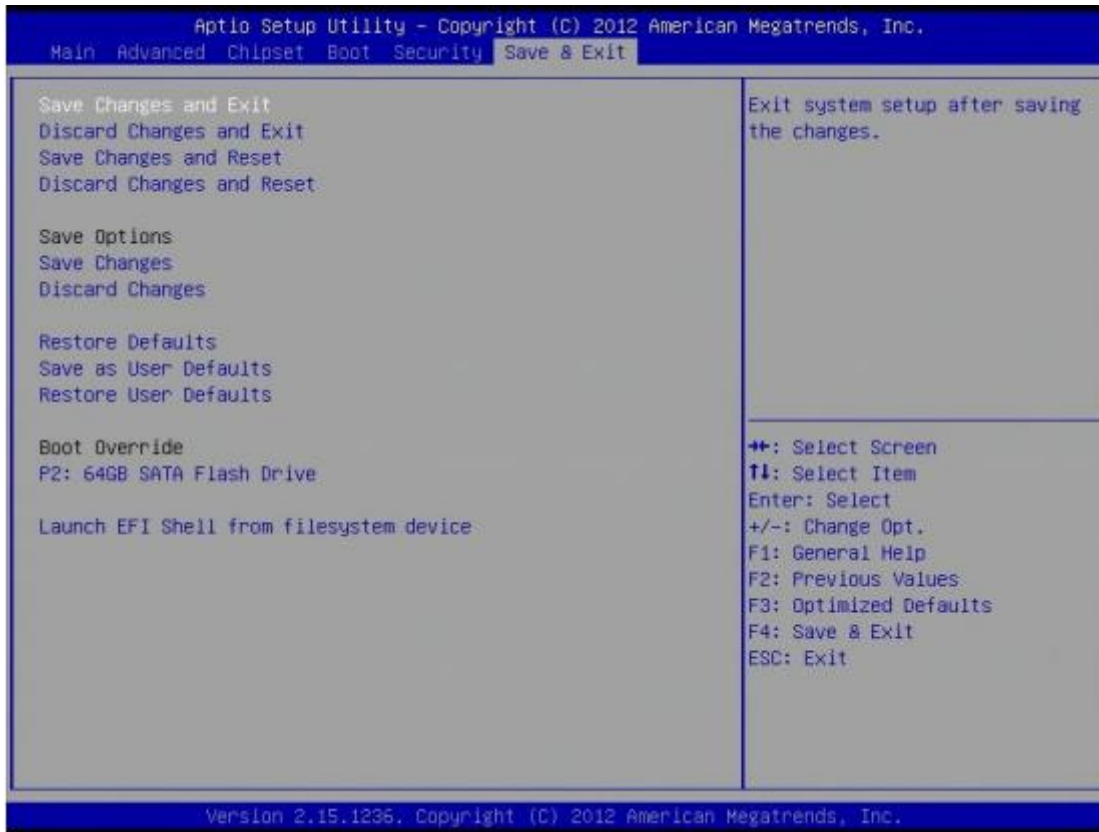 Aptio Setup Utility - Copyright (C) 2012 American Megatrends, Inc.
Main Advanced Chipset Boot Security Save & Exit
Save Changes and Exit
Discard Changes and Exit
Save Changes and Reset
Discard Changes and Reset
Save Options
Save Changes
Discard Changes
Restore Defaults
Save as User Defaults
Restore User Defaults
Boot Override
P2: 64GB SATA Flash Drive
Launch EFI Shell from filesystem device
Exit system setup after saving
the changes.
→←: Select Screen
↑↓: Select Item
Enter: Select
+/-: Change Opt.
F1: General Help
F2: Previous Values
F3: Optimized Defaults
F4: Save & Exit
ESC: Exit
Version 2.15.1236. Copyright (C) 2012 American Megatrends, Inc.